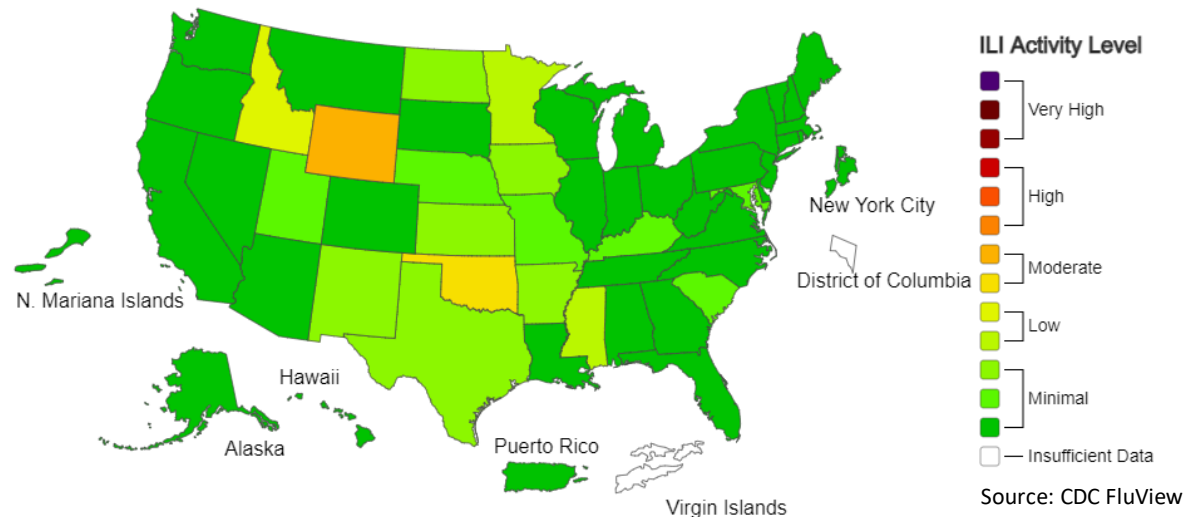 ILI Activity Level
Very High
High
Moderate
Low
Minimal
Insufficient Data
Source: CDC FluView
New York City
District of Columbia
N. Mariana Islands
Hawaii
Alaska
Puerto Rico
Virgin Islands